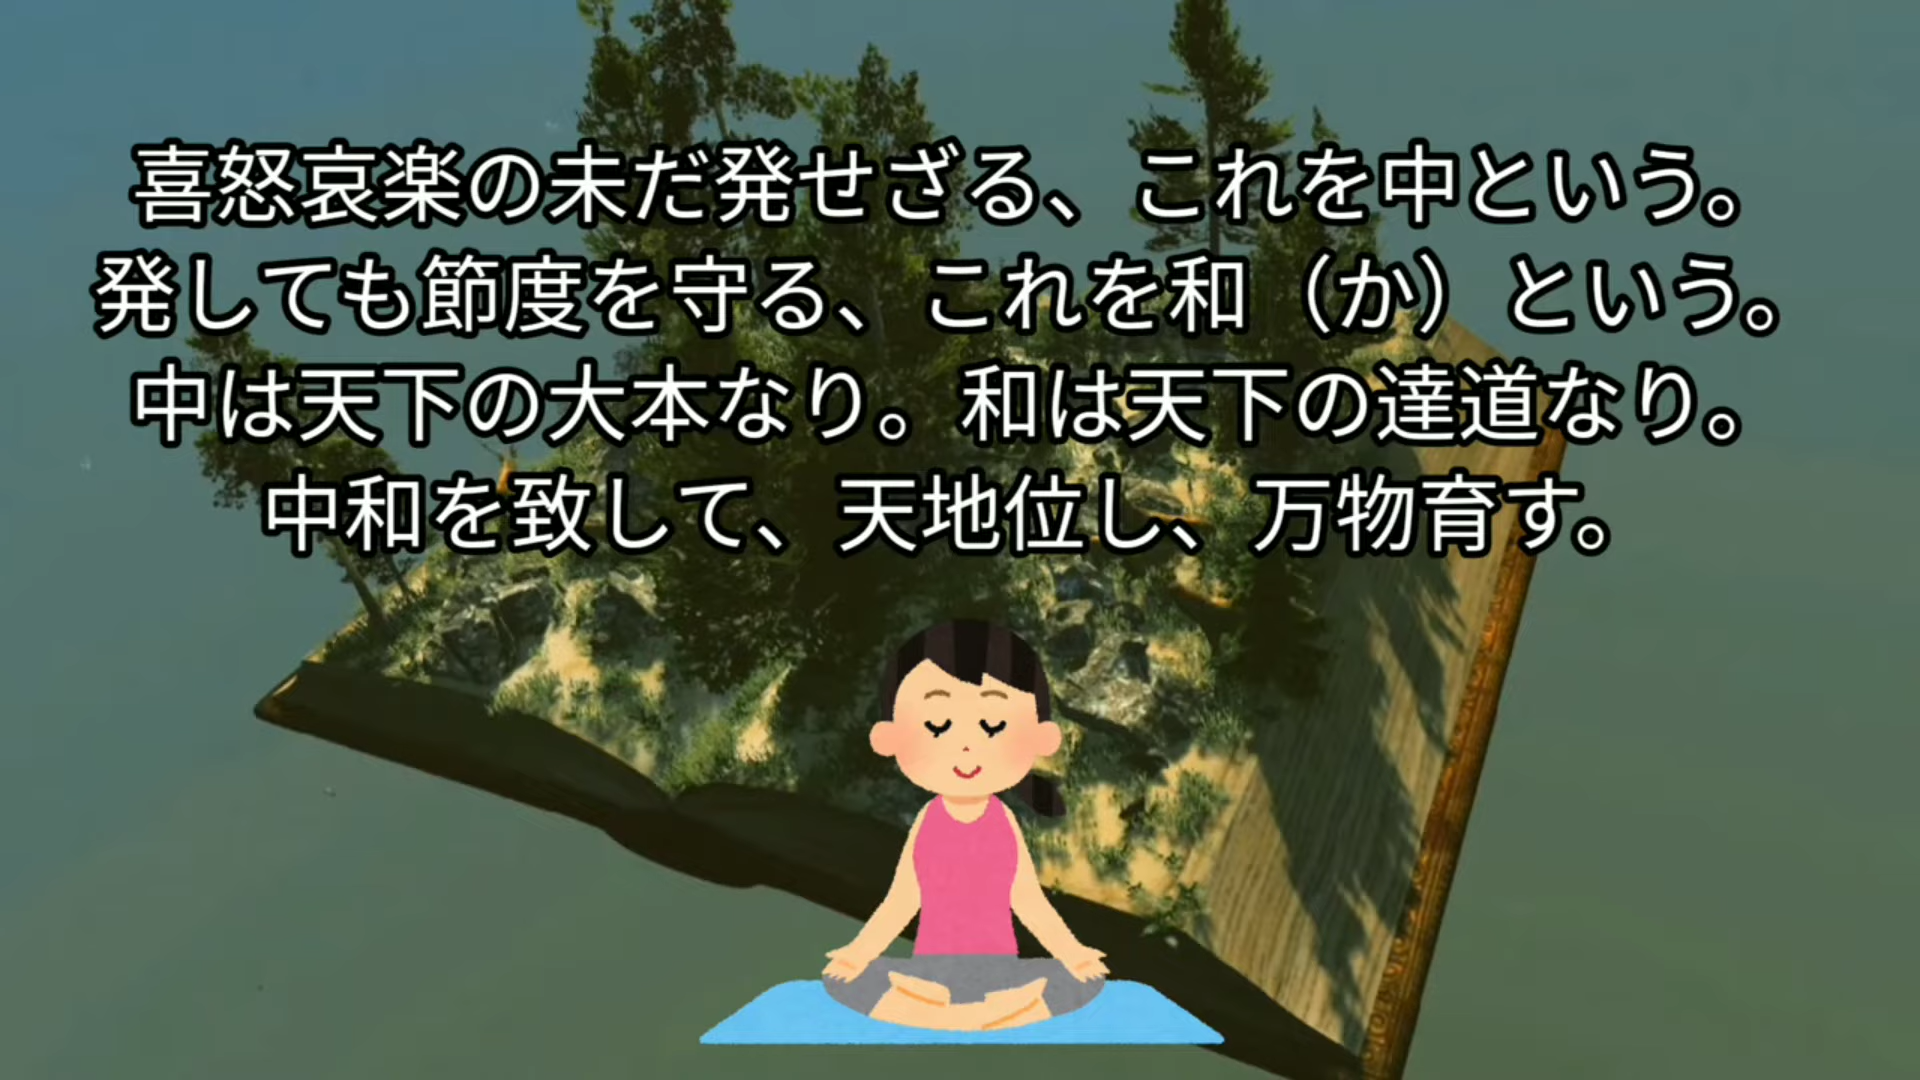 喜怒哀楽の未だ発せざる、これを中という。
発しても節度を守る、これを和（か）という。
中は天下の大本なり。和は天下の達道なり。
中和を致して、天地位し、万物育す。